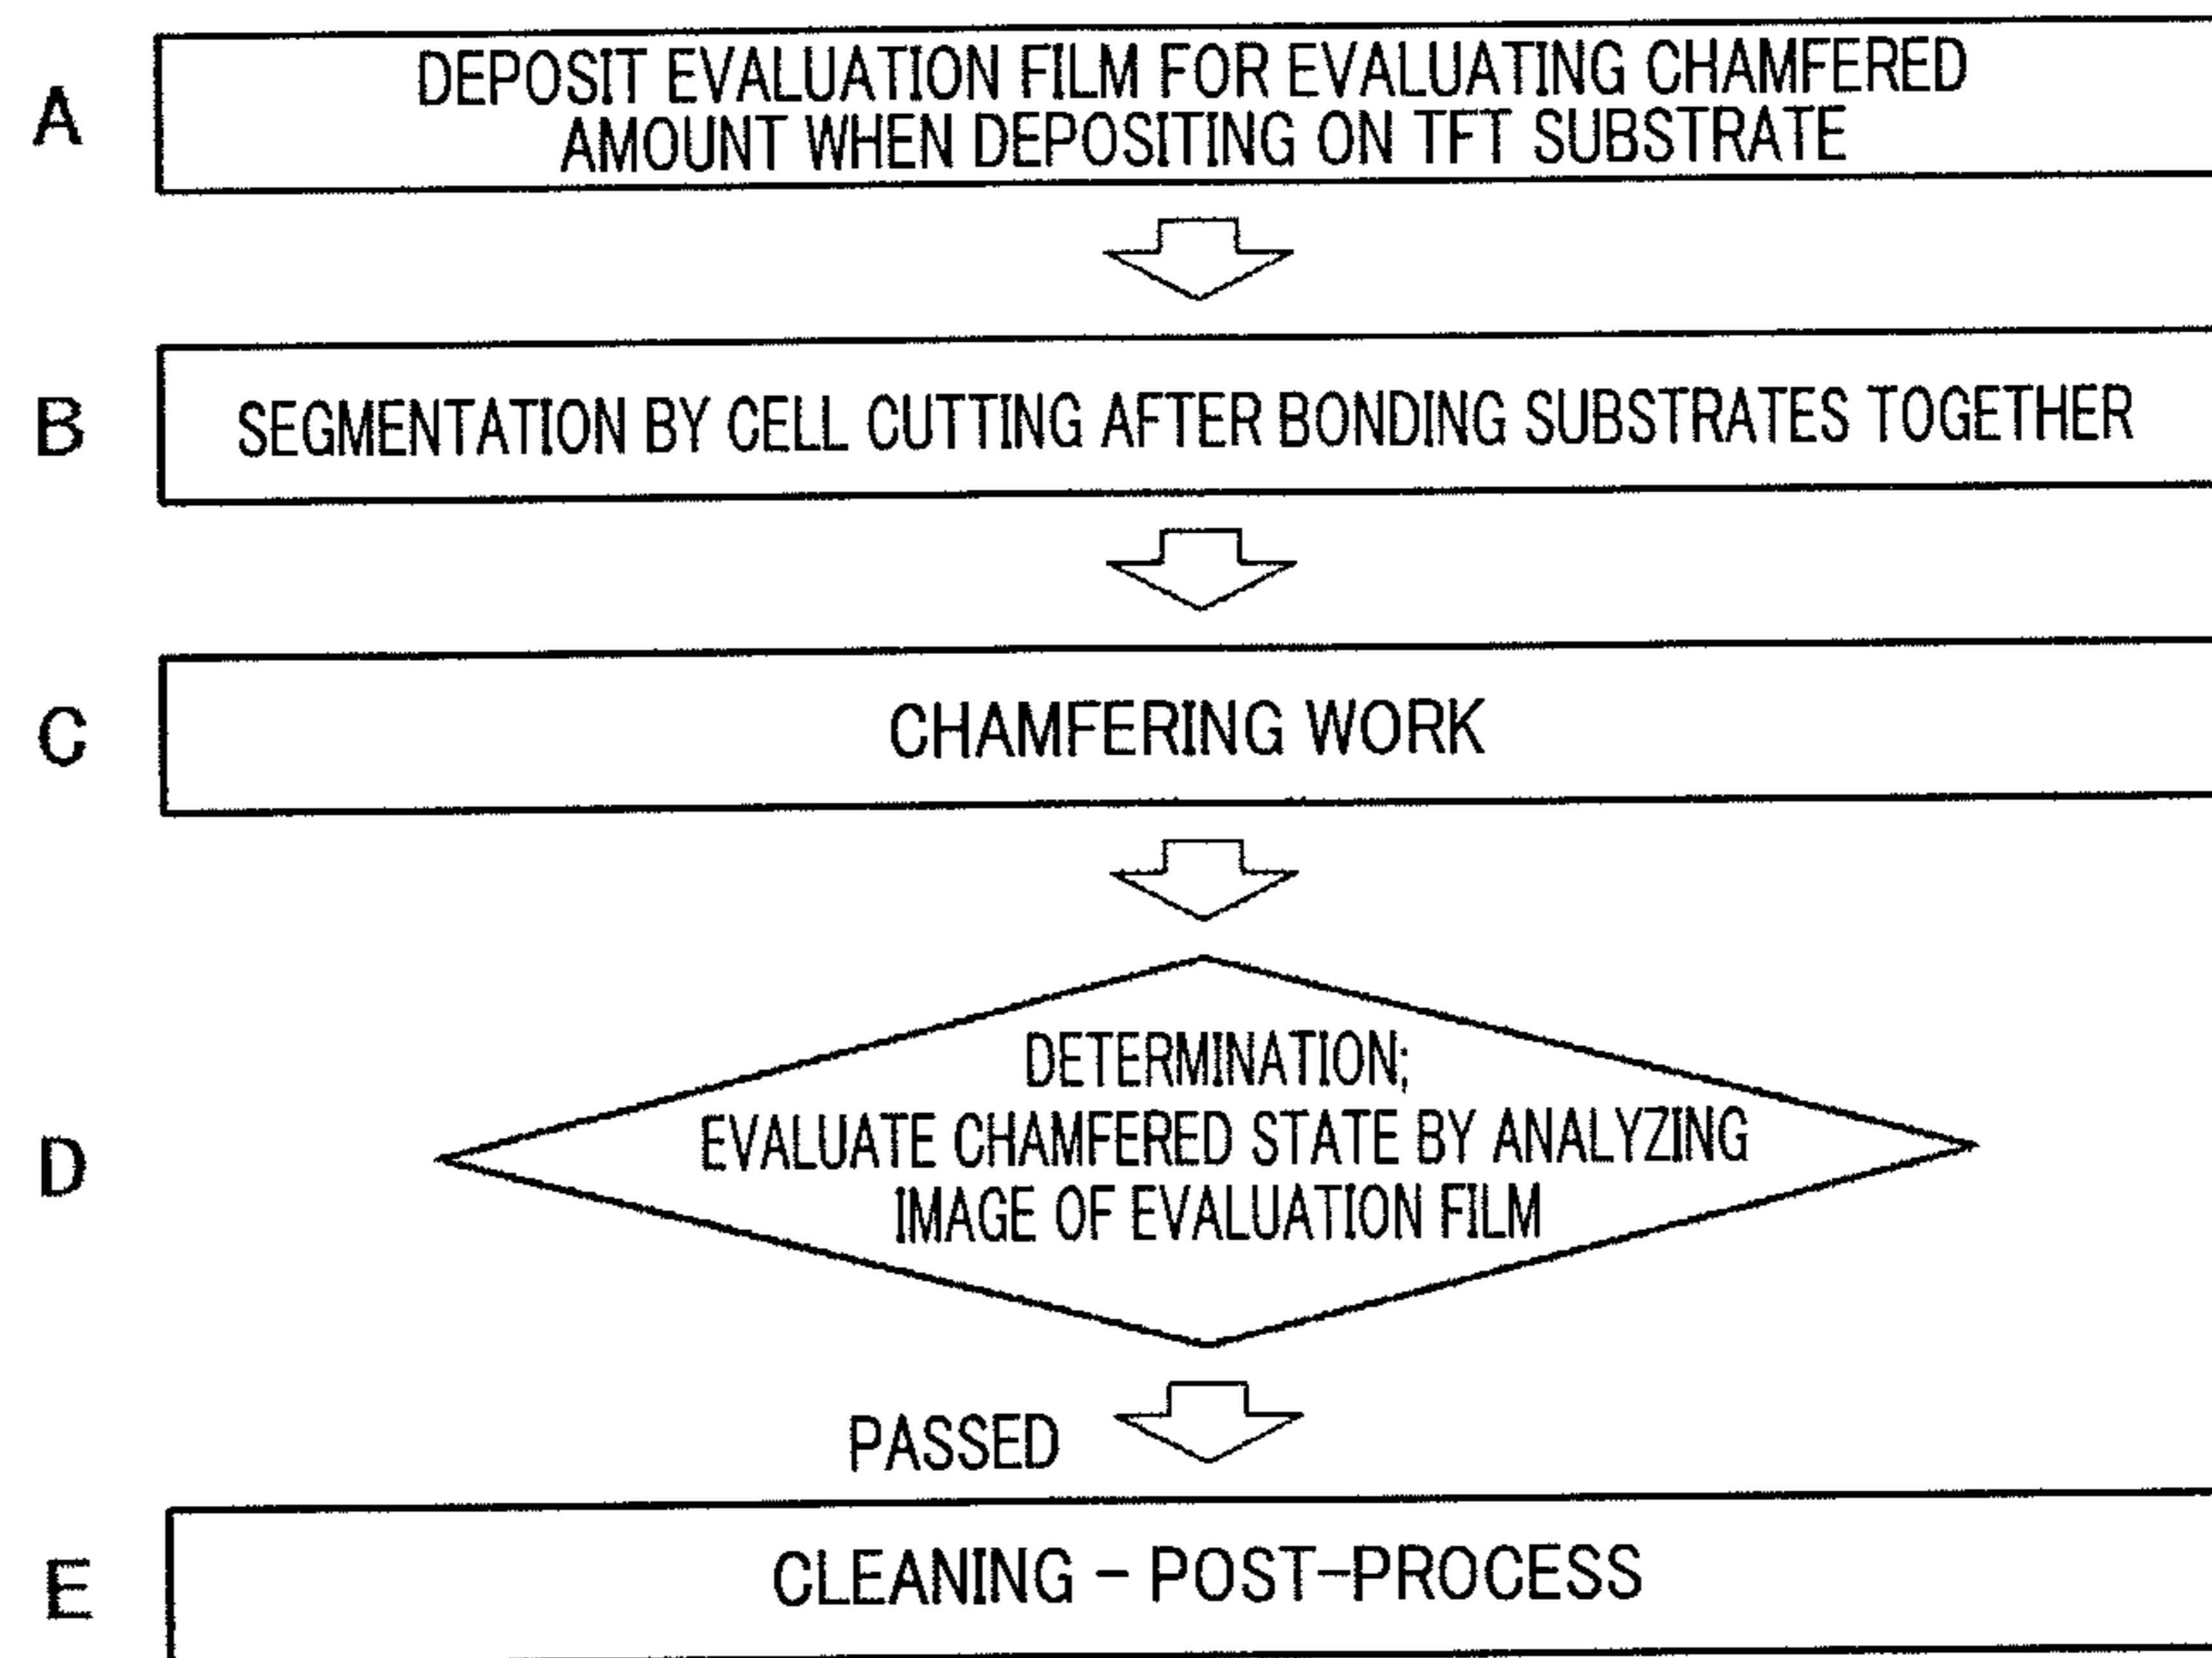 A
DEPOSIT EVALUATION FILM FOR EVALUATING CHAMFERED
AMOUNT WHEN DEPOSITING ON TFT SUBSTRATE
B
SEGMENTATION BY CELL CUTTING AFTER BONDING SUBSTRATES TOGETHER
C
CHAMFERING WORK
D
DETERMINATION;
EVALUATE CHAMFERED STATE BY ANALYZING
IMAGE OF EVALUATION FILM
PASSED
E
CLEANING - POST-PROCESS